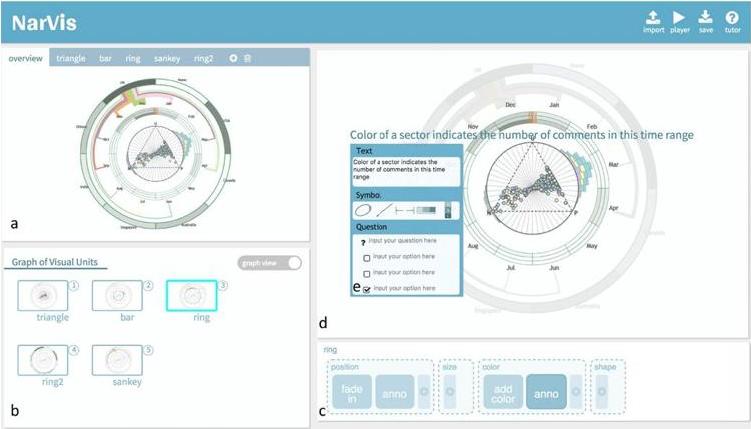 NarVis
import player save tutor
overview triangle bar ring sankey ring2
a
Graph of Visual Units
graph view
1 2 3
triangle bar ring
4 5
ring2 sankey
b
Dec Jan
Nov Feb
Color of a sector indicates the number of comments in this time range
Text
Color of a sector indicates the
number of comments in this time
range
Mar
Symbo.
Apr
P
Question
? Input your question here
input your option here
input your option here
e input your option here
Aug May
Jul Jun
d
ring
position size color shape
fade in anno add color anno
c